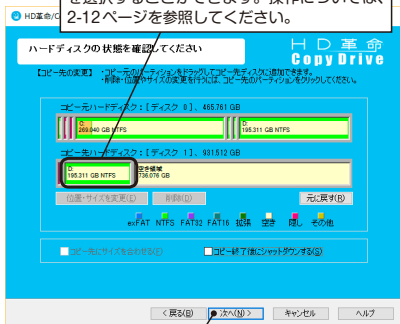 を選択することができます。操作については、
2-12ページを参照してください。
HD革命/C
ハードディスクの状態を確認してください
HD革命
CopyDrive
【コピー先の変更】 ・コピー元のパーティションをドラッグしてコピー先ディスクに追加できます。
・削除・位置やサイズの変更を行うには、コピー先のパーティションをクリックしてください。
コピー元ハードディスク：[ディスク 0]、465.761 GB
C:
269.040 GB NTFS
D:
195.311 GB NTFS
コピー先ハードディスク：[ディスク 1]、931.512 GB
D:
195.311 GB NTFS
空き領域
736.076 GB
位置・サイズを変更(E)
削除(D)
元に戻す(R)
exFAT NTFS FAT32 FAT16 拡張 空き 隠し その他
コピー先にサイズを合わせる(F)
コピー終了後にシャットダウンする(S)
< 戻る(B)
次へ(N) >
キャンセル
ヘルプ